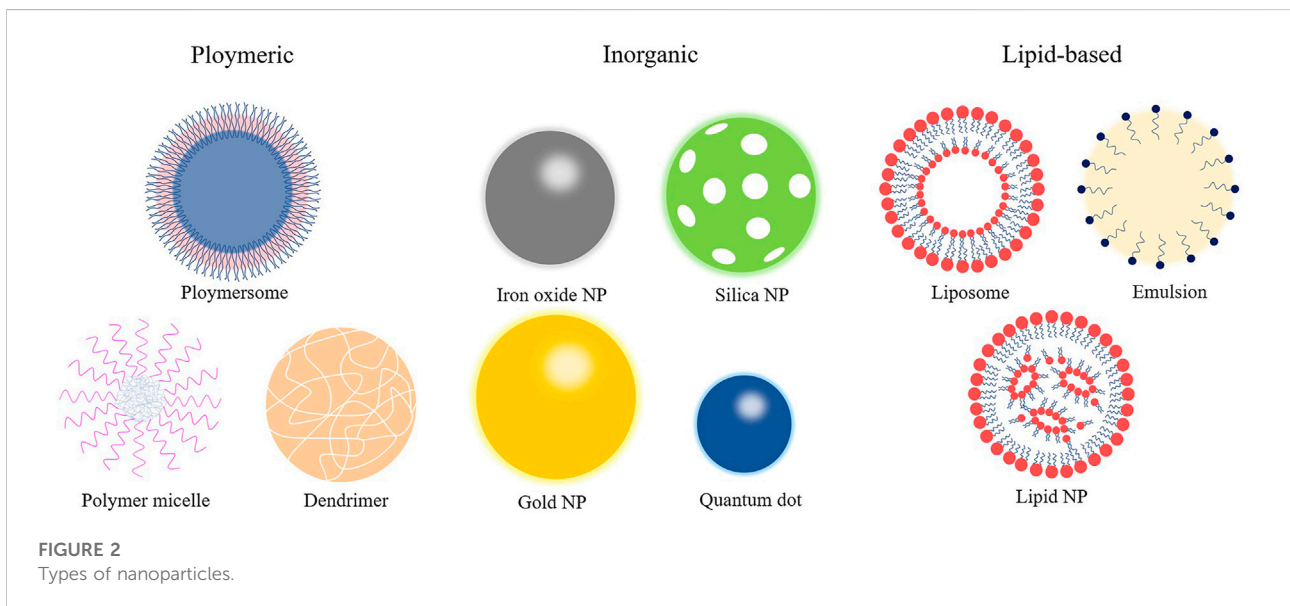 Ploymeric
Inorganic
Lipid-based
Ploymersome
Iron oxide NP
Silica NP
Liposome
Emulsion
Polymer micelle
Dendrimer
Gold NP
Quantum dot
Lipid NP
FIGURE 2
Types of nanoparticles.